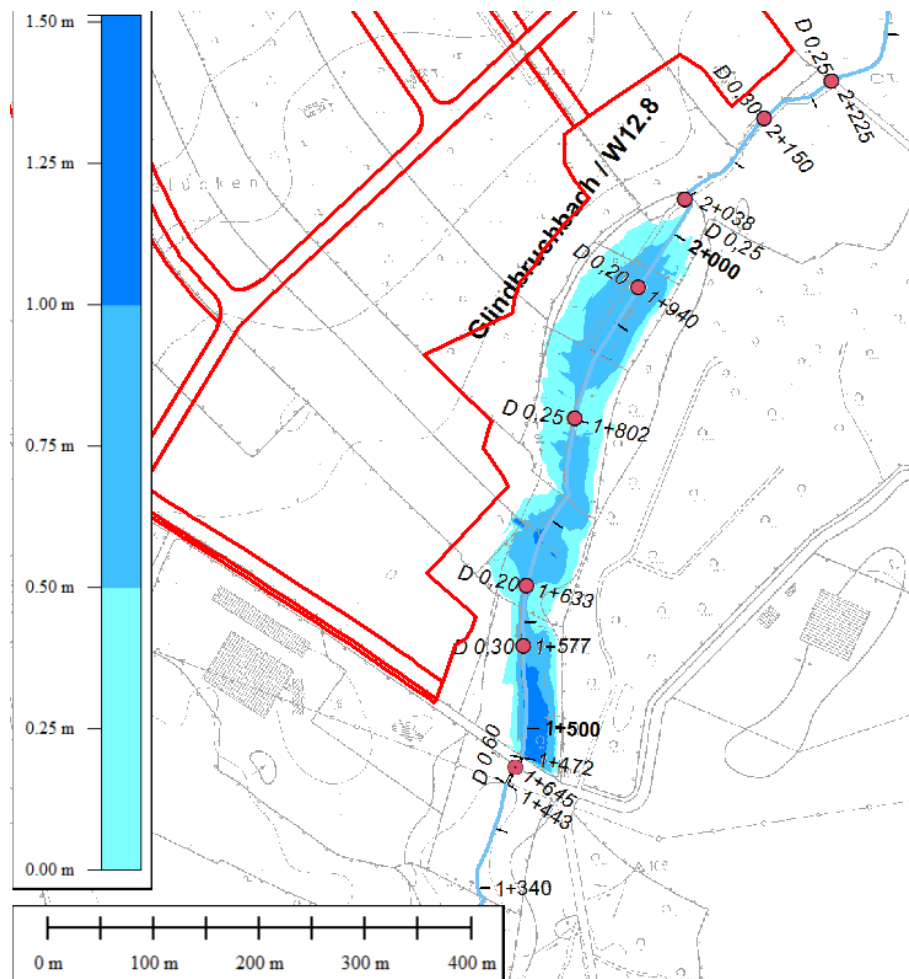 1.50 m
1.25 m
1.00 m
0.75 m
0.50 m
0.25 m
0.00 m
D 0,25
2+225
D 0,30
2+150
Glindbruchbach / W12.8
2+038
D 0,25
2+000
D 0,20
1+940
D 0,25
1+802
D 0,20
1+633
D 0,30
1+577
1+500
D 0,60
1+472
1+645
1+443
1+340
0 m
100 m
200 m
300 m
400 m